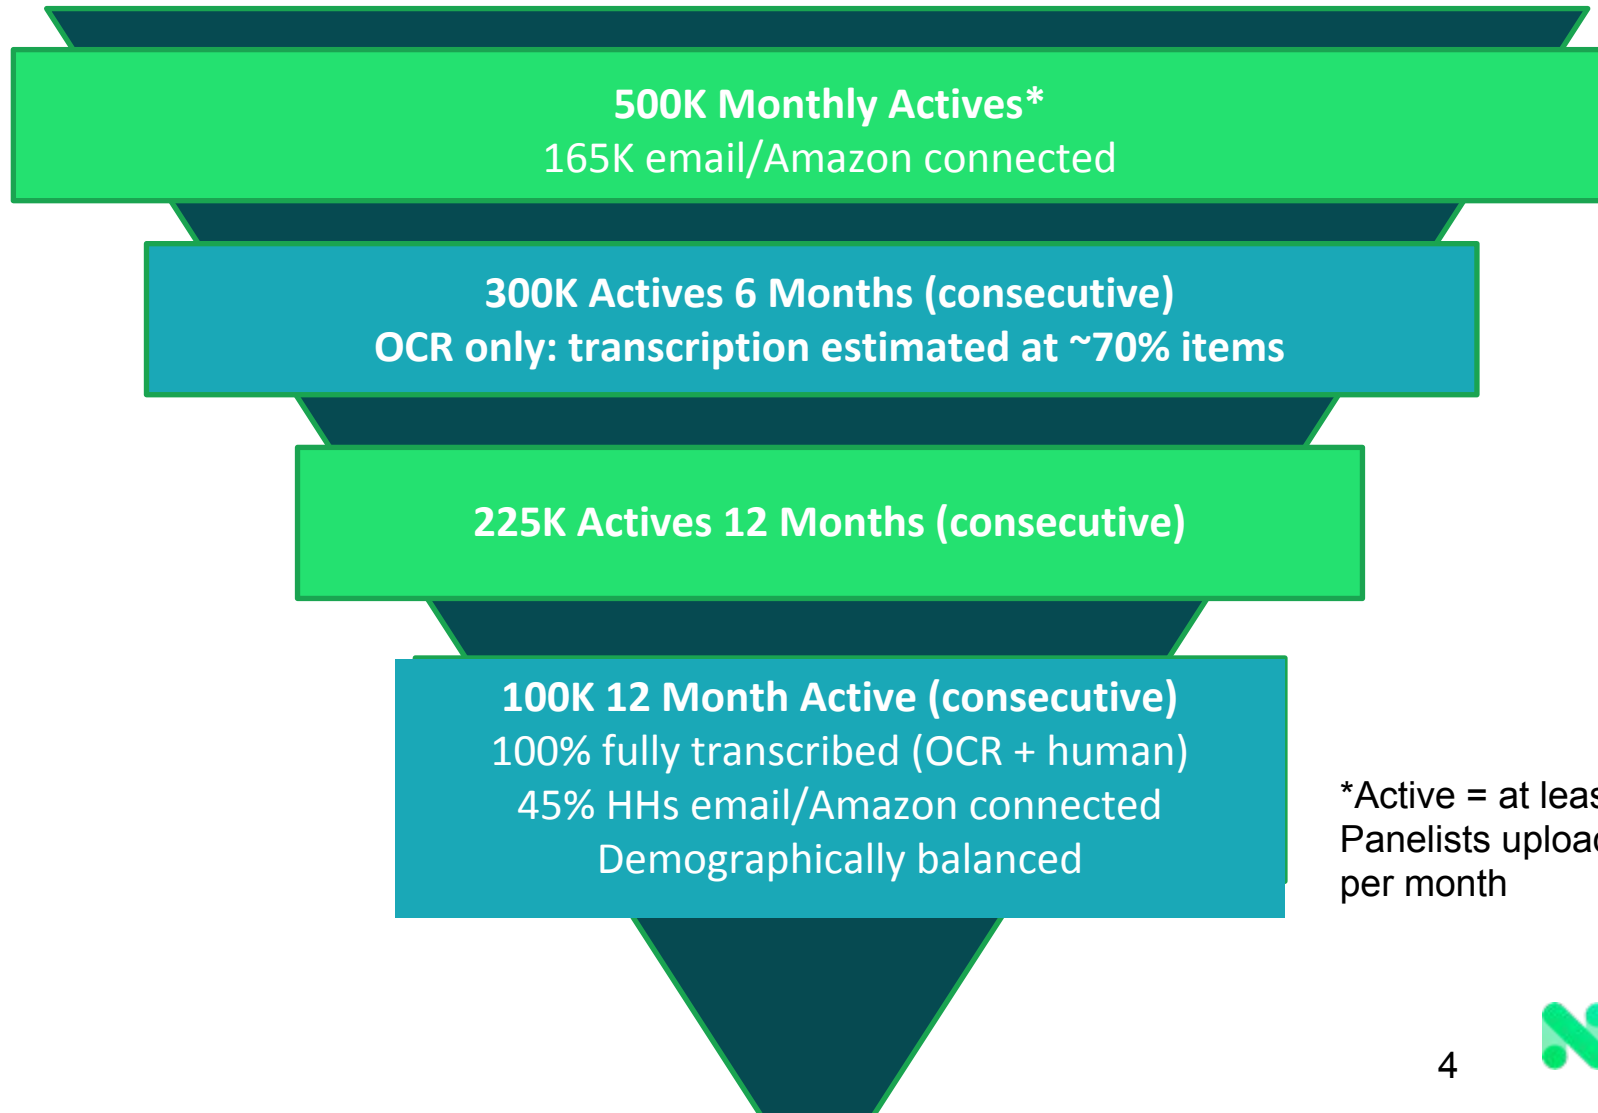 500K Monthly Actives*
165K email/Amazon connected
300K Actives 6 Months (consecutive)
OCR only: transcription estimated at ~70% items
225K Actives 12 Months (consecutive)
100K 12 Month Active (consecutive)
100% fully transcribed (OCR + human)
45% HHs email/Amazon connected
Demographically balanced
*Active = at
Panelists
per month
4